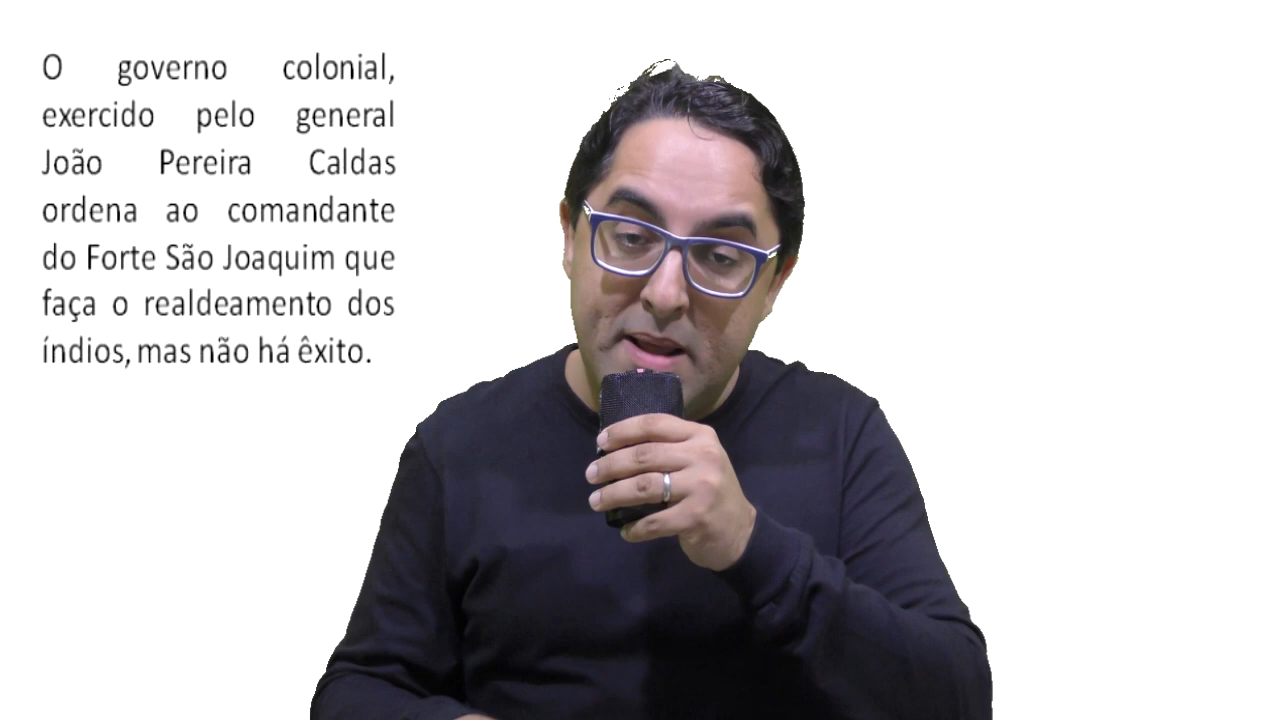 O governo colonial,
exercido pelo general
João Pereira Caldas
ordena ao comandante
do Forte São Joaquim que
faça o realdeamento dos
índios, mas não há êxito.